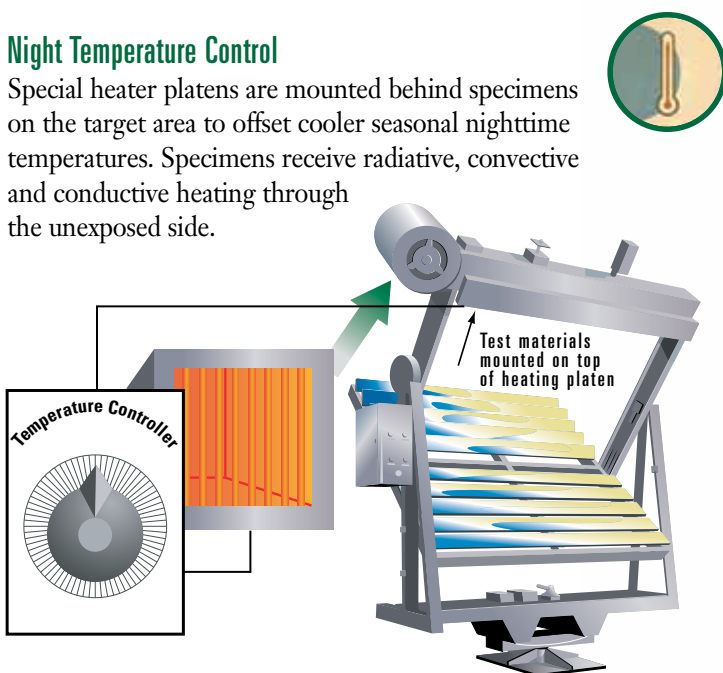 Night Temperature Control
Special heater platens are mounted behind specimens
on the target area to offset cooler seasonal nighttime
temperatures. Specimens receive radiative, convective
and conductive heating through
the unexposed side.
Test materials
mounted on top
of heating platen
Temperature Controller